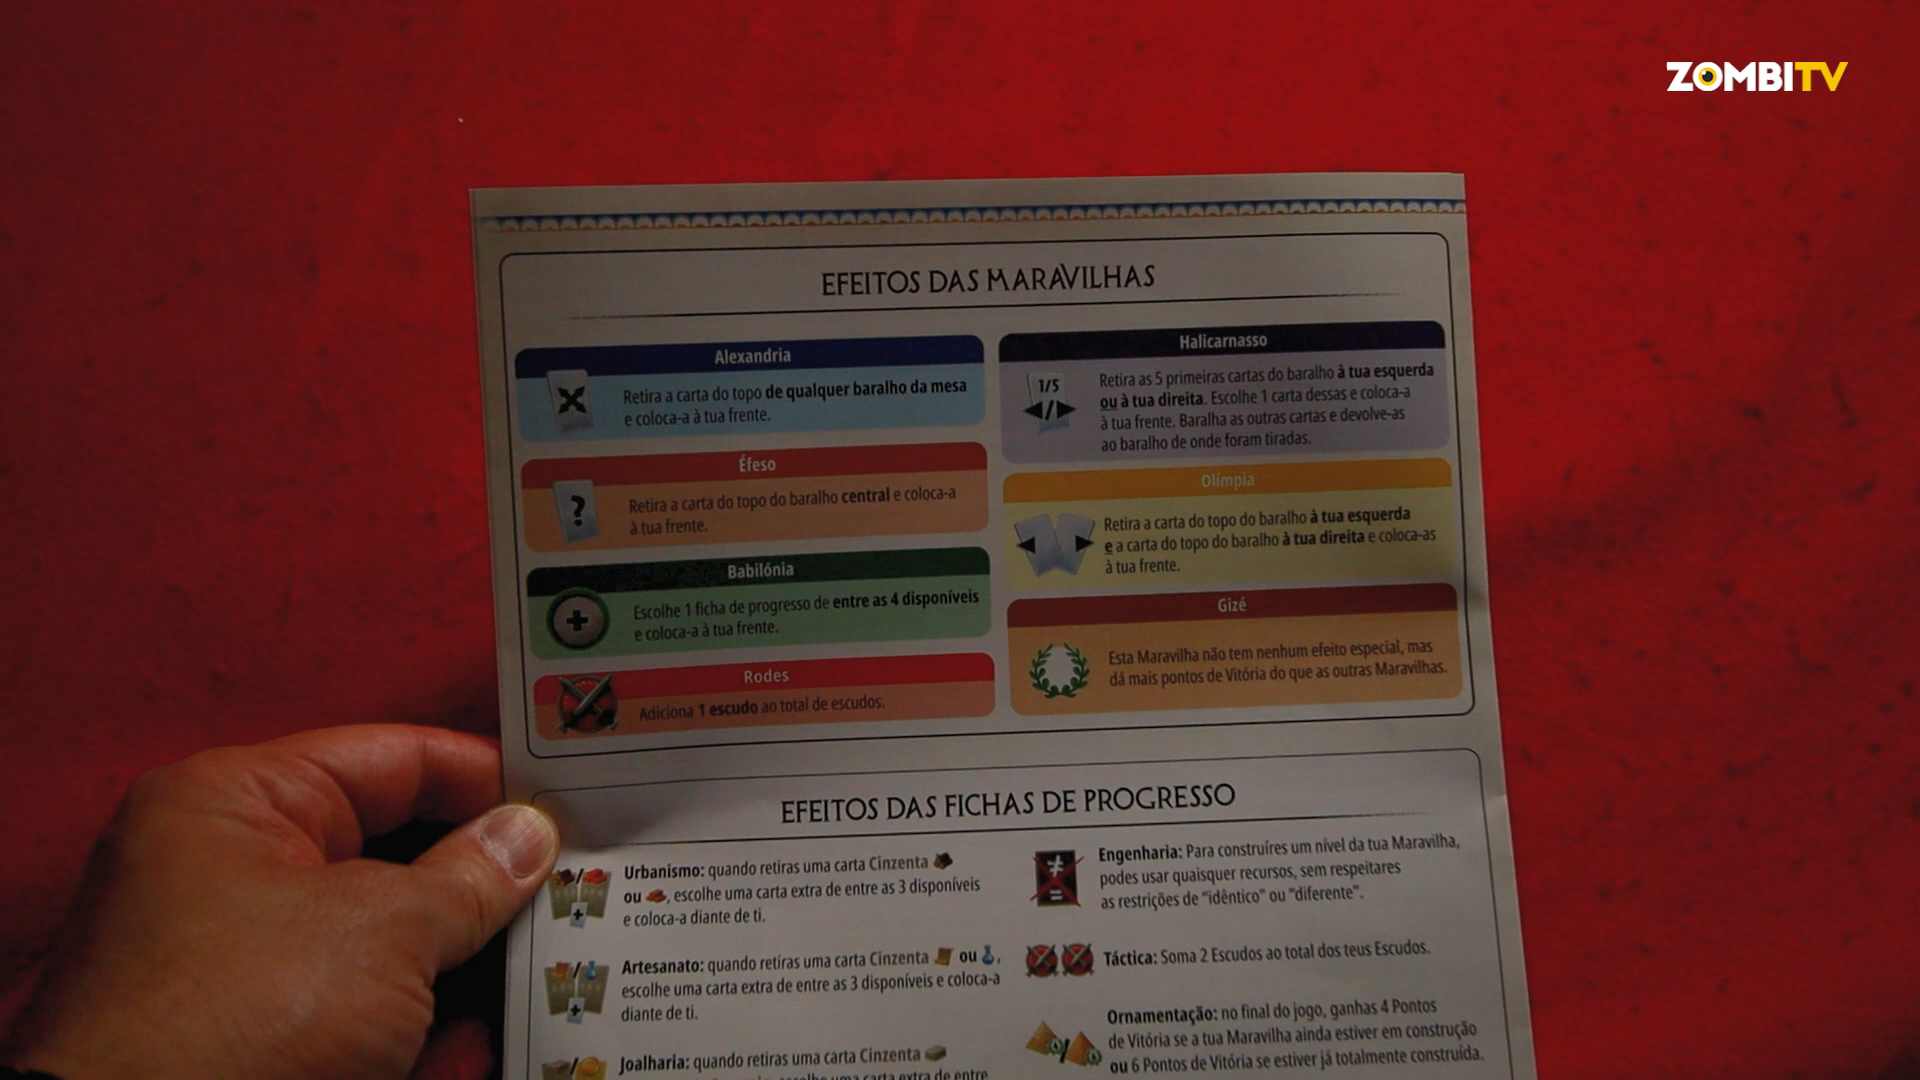 ZOMBITV
EFEITOS DAS MARAVILHAS
Alexandria
Retira a carta do topo de qualquer baralho da mesa
e coloca-a à tua frente.
Éfeso
?
Retira a carta do topo do baralho central e coloca-a
à tua frente.
Babilónia
Escolhe 1 ficha de progresso de entre as 4 disponíveis
e coloca-a à tua frente.
Rodes
Adiciona 1 escudo ao total de escudos.
Halicarnasso
1/5
Retira as 5 primeiras cartas do baralho à tua esquerda
ou à tua direita. Escolhe 1 carta dessas e coloca-a
à tua frente. Baralha as outras cartas e devolve-as
ao baralho de onde foram tiradas.
Olímpia
Retira a carta do topo do baralho à tua esquerda
e a carta do topo do baralho à tua direita e coloca-as
à tua frente.
Gizé
Esta Maravilha não tem nenhum efeito especial, mas
dá mais pontos de Vitória do que as outras Maravilhas.
EFEITOS DAS FICHAS DE PROGRESSO
Urbanismo: quando retiras uma carta Cinzenta
ou , escolhe uma carta extra de entre as 3 disponíveis
e coloca-a diante de ti.
Artesanato: quando retiras uma carta Cinzenta ou ,
escolhe uma carta extra de entre as 3 disponíveis e coloca-a
diante de ti.
Joalharia: quando retiras uma carta Cinzenta
escolhe uma carta extra de entre
Engenharia: Para construíres um nível da tua Maravilha,
podes usar quaisquer recursos, sem respeitares
as restrições de “idêntico” ou “diferente”.
Táctica: Soma 2 Escudos ao total dos teus Escudos.
Ornamentação: no final do jogo, ganhas 4 Pontos
de Vitória se a tua Maravilha ainda estiver em construção
ou 6 Pontos de Vitória se estiver já totalmente construída.